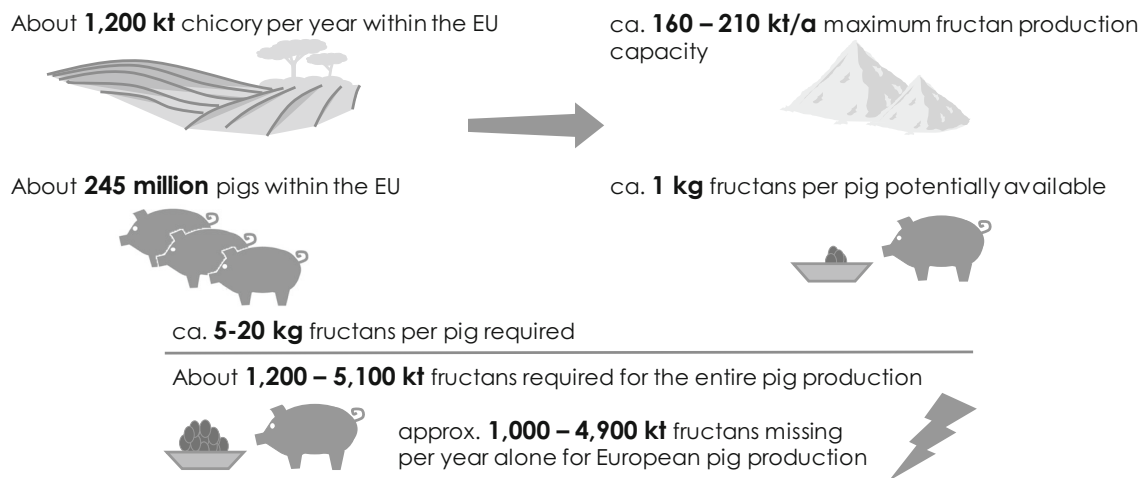 About 1,200 kt chicory per year within the EU
ca. 160 – 210 kt/a maximum fructan production
capacity
About 245 million pigs within the EU
ca. 1 kg fructans per pig potentially available
ca. 5-20 kg fructans per pig required
About 1,200 – 5,100 kt fructans required for the entire pig production
approx. 1,000 – 4,900 kt fructans missing
per year alone for European pig production